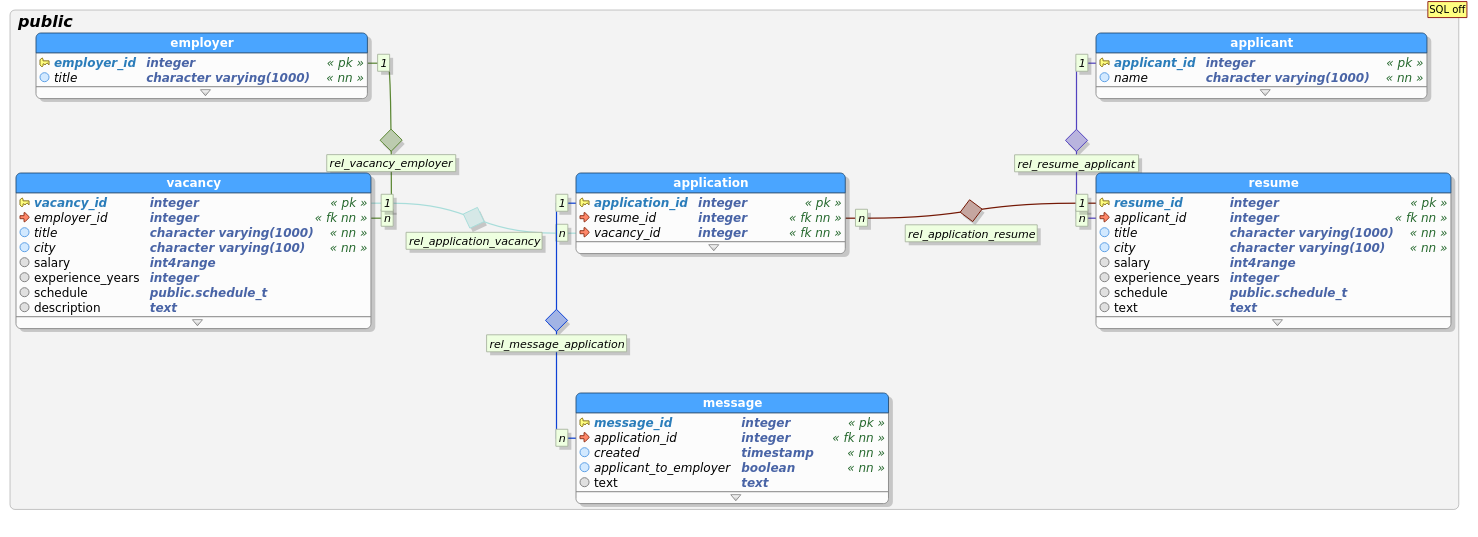 public
SQL off
employer
employer_id integer « pk »
title character varying(1000) « nn »
1
applicant
applicant_id integer « pk »
name character varying(1000) « nn »
1
rel_vacancy_employer
rel_resume_applicant
vacancy
vacancy_id integer « pk »
employer_id integer « fk nn »
title character varying(1000) « nn »
city character varying(100) « nn »
salary int4range
experience_years integer
schedule public.schedule_t
description text
1
n
rel_application_vacancy
1
n
application
application_id integer « pk »
resume_id integer « fk nn »
vacancy_id integer « fk nn »
n
rel_application_resume
1
n
resume
resume_id integer « pk »
applicant_id integer « fk nn »
title character varying(1000) « nn »
city character varying(100) « nn »
salary int4range
experience_years integer
schedule public.schedule_t
text text
rel_message_application
n
message
message_id integer « pk »
application_id integer « fk nn »
created timestamp « nn »
applicant_to_employer boolean « nn »
text text